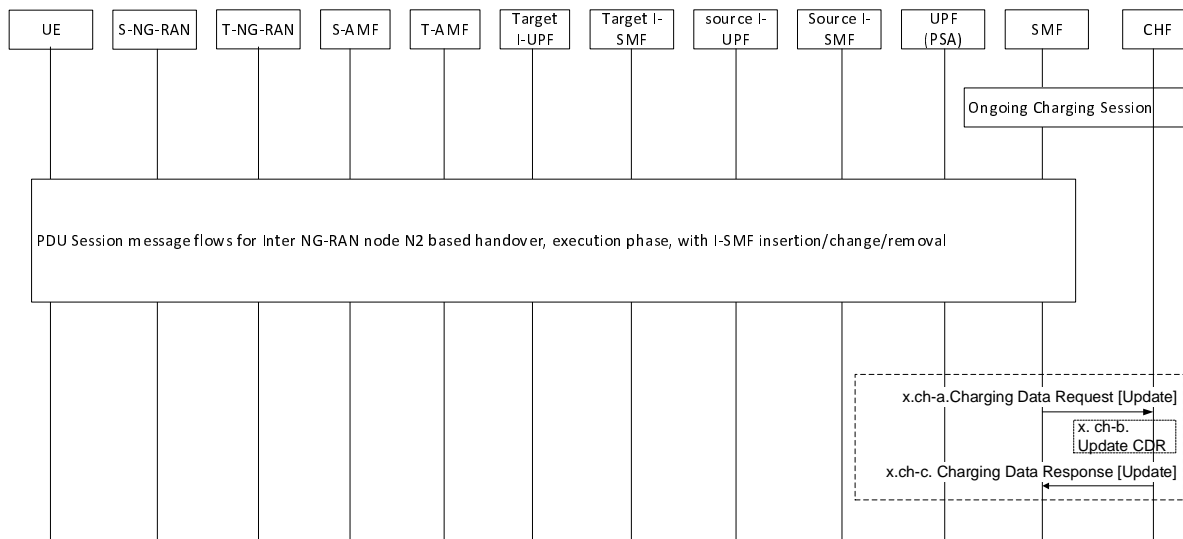 UE
S-NG-RAN
T-NG-RAN
S-AMF
T-AMF
Target
I-UPF
Target I-
SMF
source I-
UPF
Source I-
SMF
UPF
(PSA)
SMF
CHF
Ongoing Charging Session
PDU Session message flows for Inter NG-RAN node N2 based handover, execution phase, with I-SMF insertion/change/removal
x.ch-a.Charging Data Request [Update]
x. ch-b.
Update CDR
x.ch-c. Charging Data Response [Update]